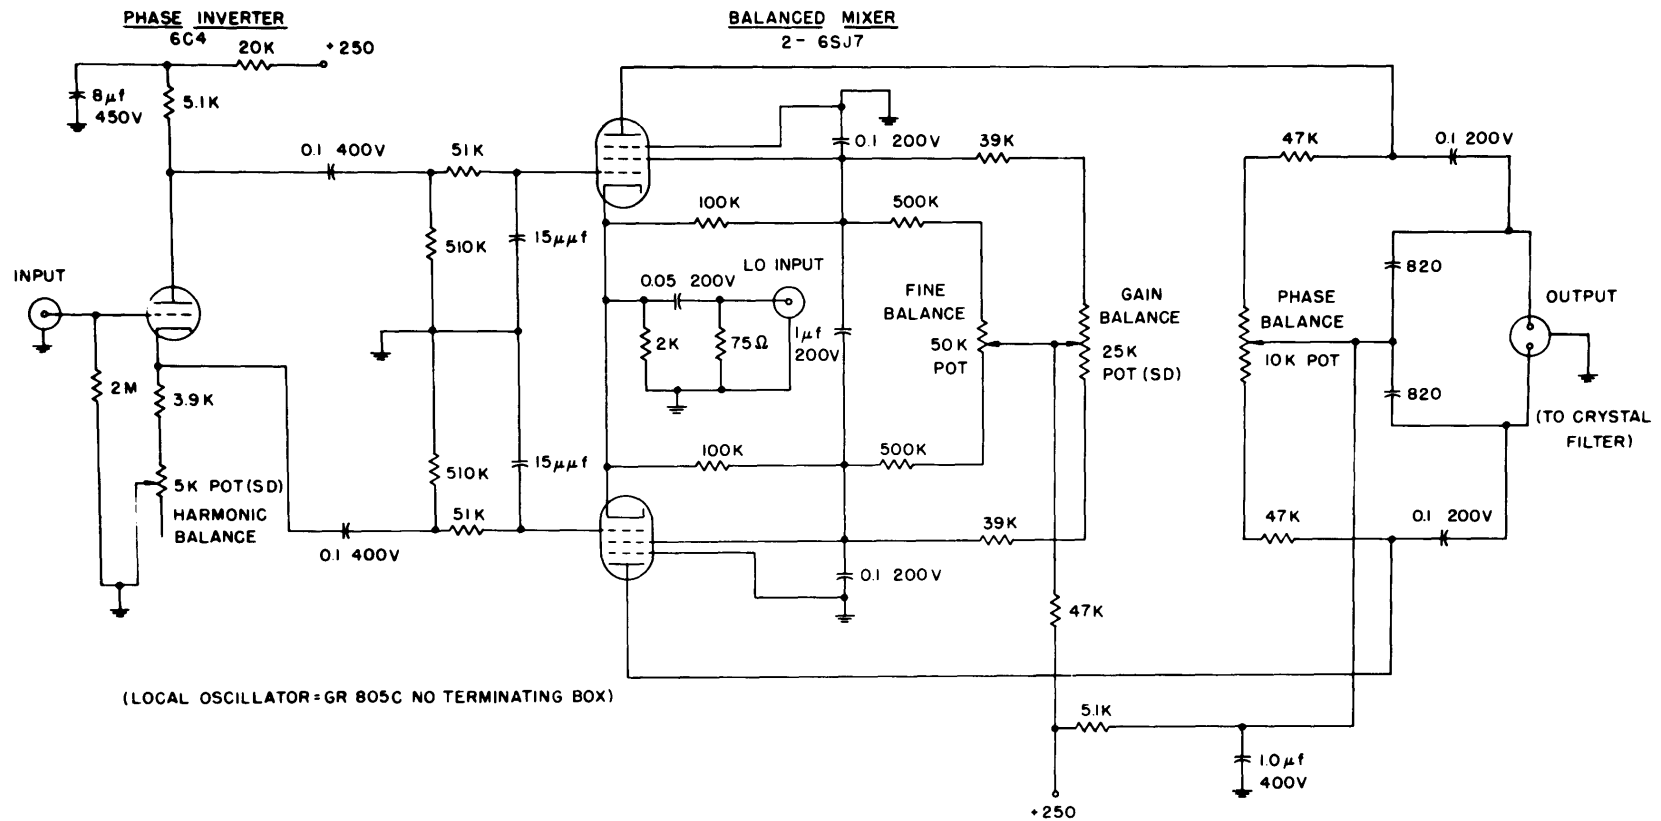 PHASE INVERTER
6C4
20K
+250
8μf
450V
5.1K
BALANCED MIXER
2- 6SJ7
0.1 400V
51K
0.1 200V
39K
47K
0.1 200V
100K
500K
510K
15μμf
INPUT
0.05 200V
LO INPUT
2K
75Ω
1μf
200V
FINE
BALANCE
50K
POT
GAIN
BALANCE
25K
POT (SD)
PHASE
BALANCE
10K POT
820
820
OUTPUT
(TO CRYSTAL
FILTER)
2M
3.9K
5K POT (SD)
HARMONIC
BALANCE
510K
15μμf
100K
500K
51K
0.1 400V
39K
47K
0.1 200V
0.1 200V
47K
(LOCAL OSCILLATOR=GR 805C NO TERMINATING BOX)
5.1K
1.0μf
400V
+250